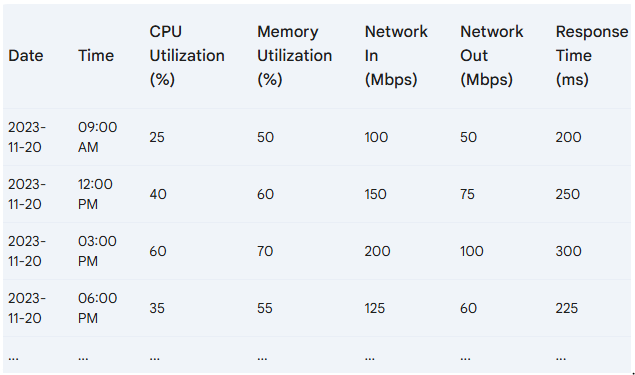 Date Time CPU Utilization (%) Memory Utilization (%) Network In (Mbps) Network Out (Mbps) Response Time (ms)
2023-11-20 09:00 AM 25 50 100 50 200
2023-11-20 12:00 PM 40 60 150 75 250
2023-11-20 03:00 PM 60 70 200 100 300
2023-11-20 06:00 PM 35 55 125 60 225
... ... ... ... ... ... ...
.